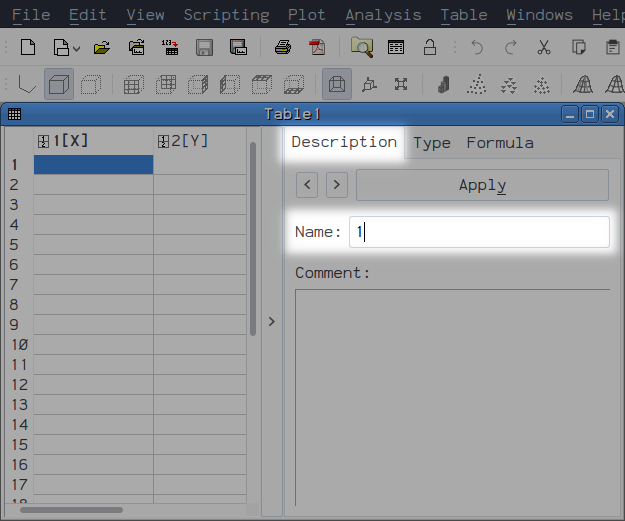 File Edit View Scripting Plot Analysis Table Windows Help
Table1
1[X] 2[Y]
Description Type Formula
Apply
Name: 1
Comment:
1
2
3
4
5
6
7
8
9
10
11
12
13
14
15
16
17
18